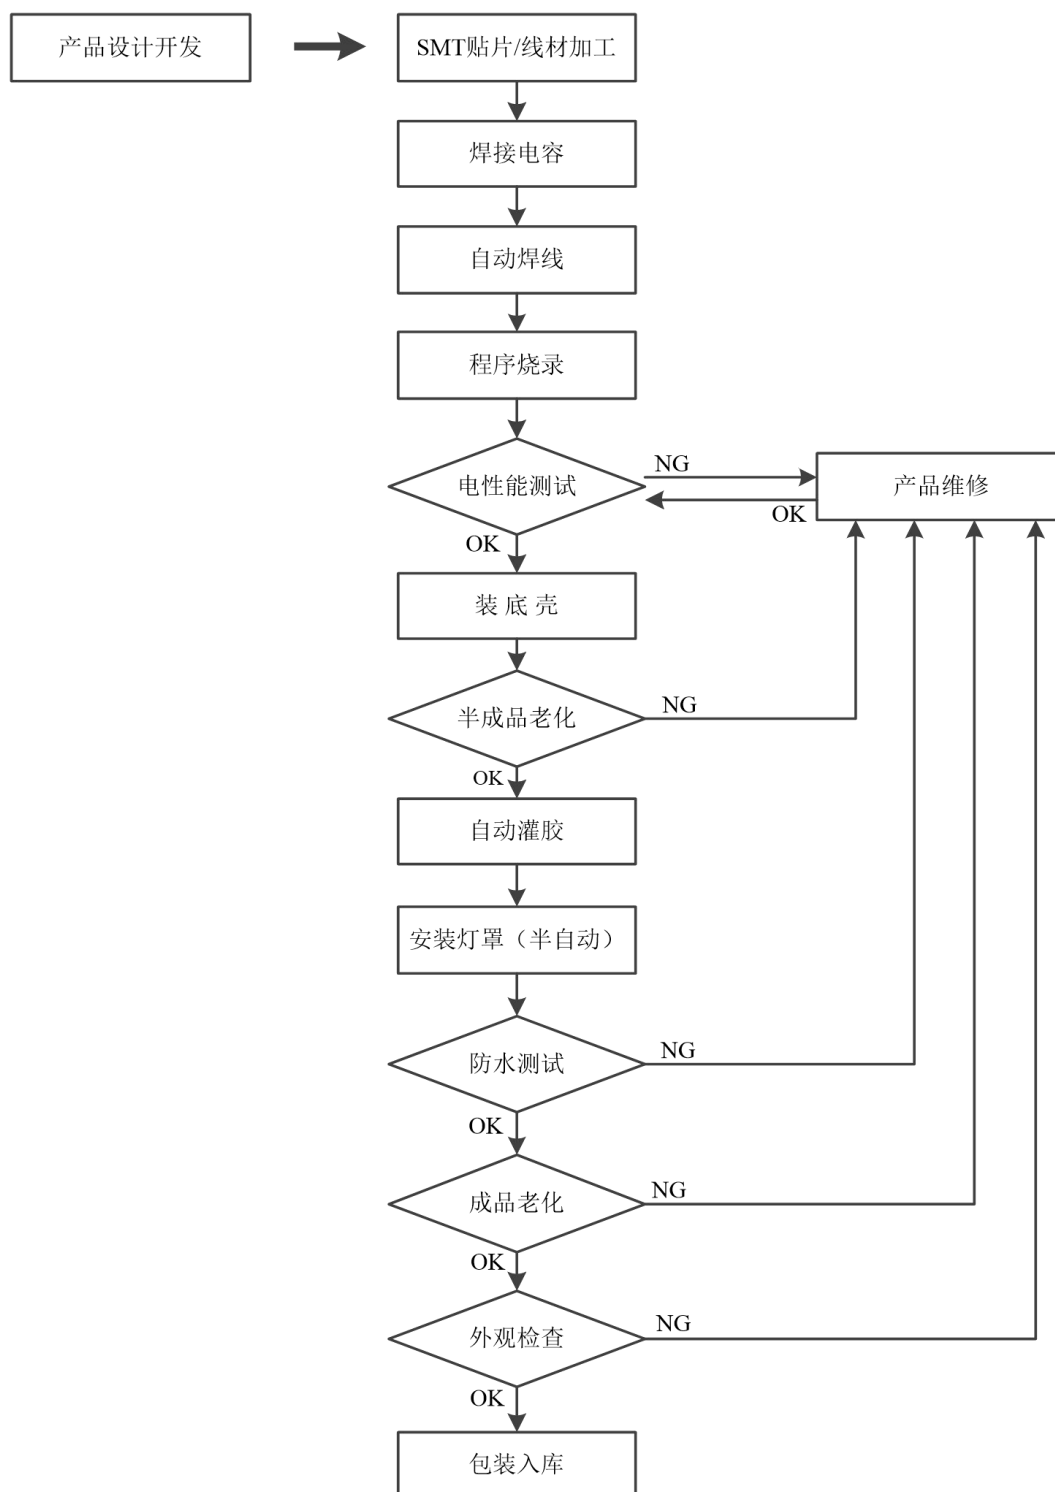 产品设计开发
SMT贴片/线材加工
焊接电容
自动焊线
程序烧录
电性能测试
NG
产品维修
OK
OK
装 底 壳
半成品老化
NG
OK
自动灌胶
安装灯罩（半自动）
防水测试
NG
OK
成品老化
NG
OK
外观检查
NG
OK
包装入库